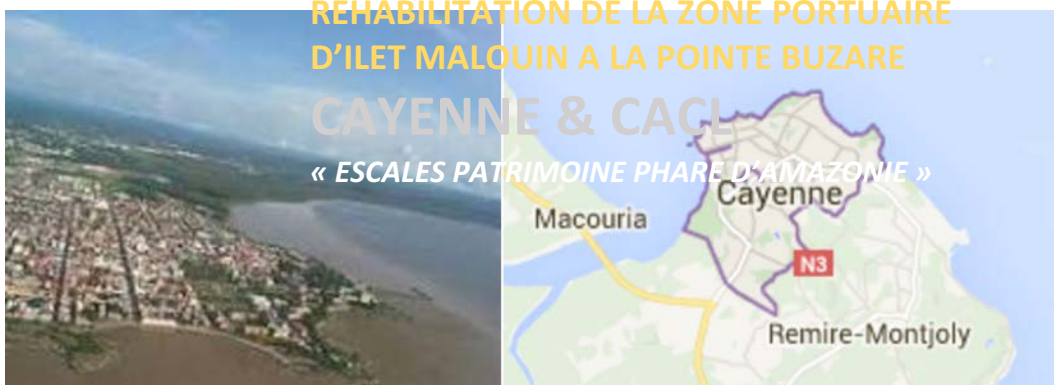 REHABILITATION DE LA ZONE PORTUAIRE
D'ILET MALOUIN A LA POINTE BUZARE
CAYENNE & CACL
« ESCALES PATRIMOINE PHARE D'AMAZONIE »
Cayenne
Macouria
N3
Remire-Montjoly